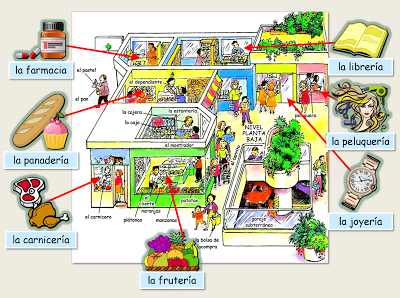 la farmacia
la librería
el pastel
el dependiente
el pan
la estantería
la cajera
la caja
NIVEL
PLANTA
BAJA
peluquera
la panadería
la peluquería
el mostrador
el carnicero
el
cliente
patatas
naranjas
plátanos
manzanas
la carnicería
garaje
subterráneo
la joyería
la bolsa de
la compra
la frutería